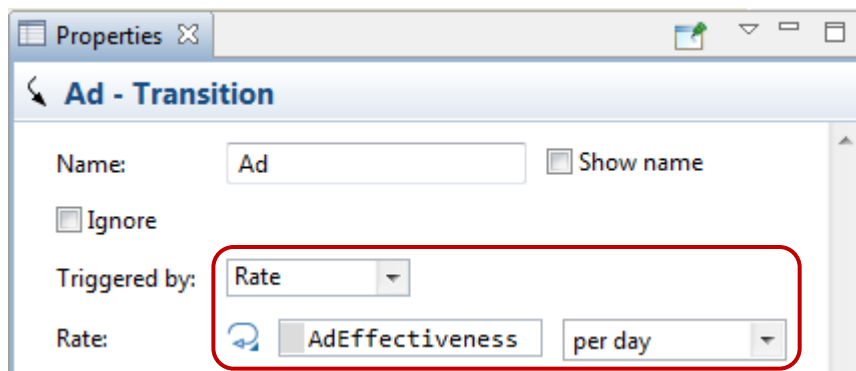 Properties
Ad - Transition
Name: Ad Show name
Ignore
Triggered by: Rate
Rate: AdEffectiveness per day